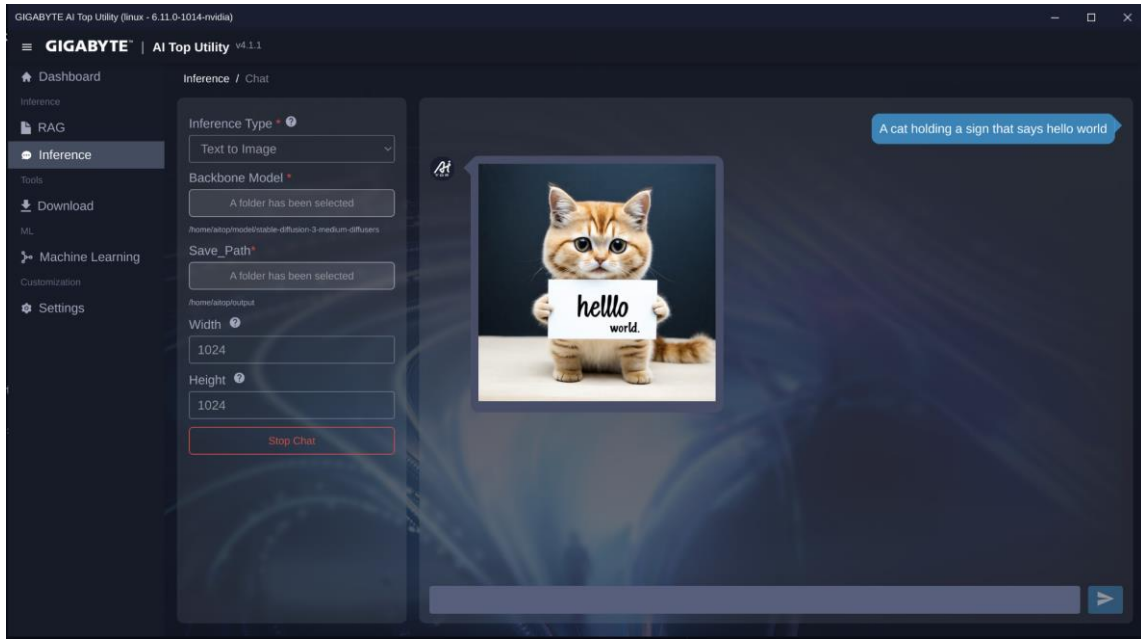 GIGABYTE AI Top Utility (linux - 6.11.0-1014-nvidia)
GIGABYTE™ | AI Top Utility v4.1.1
Dashboard
Inference
RAG
Inference
Tools
Download
ML
Machine Learning
Customization
Settings
Inference / Chat
Inference Type *
Text to Image
Backbone Model *
A folder has been selected
/home/aitop/model/stable-diffusion-3-medium-diffusers
Save_Path*
A folder has been selected
/home/aitop/output
Width
1024
Height
1024
Stop Chat
A cat holding a sign that says hello world
Ai
TOP
helllo
world.